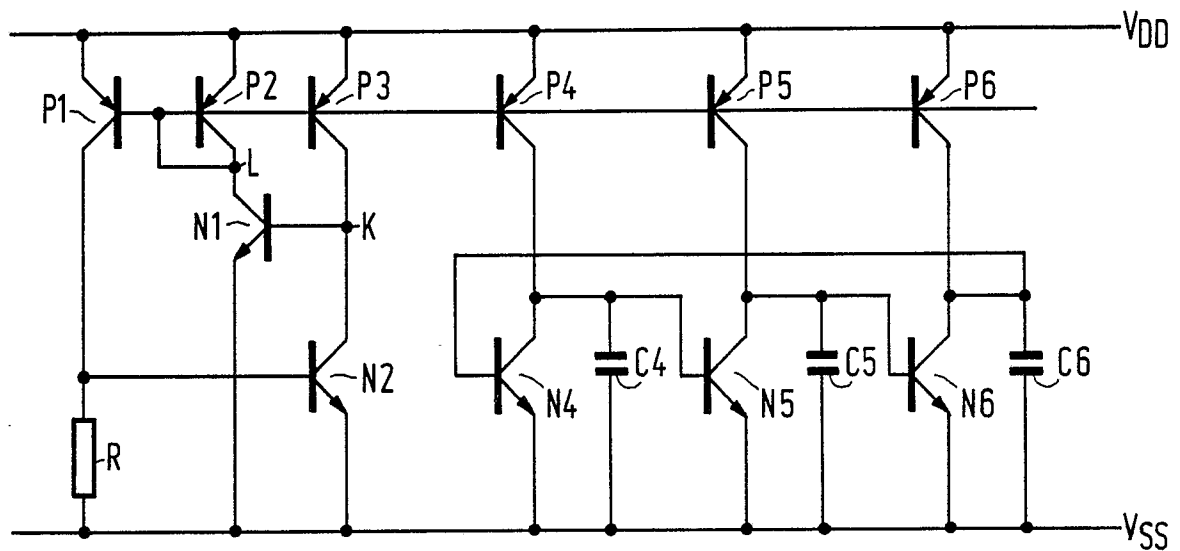 V_DD
P1 P2 P3 P4 P5 P6
L
N1 K
C4 C5 C6
N2 N4 N5 N6
R
V_SS